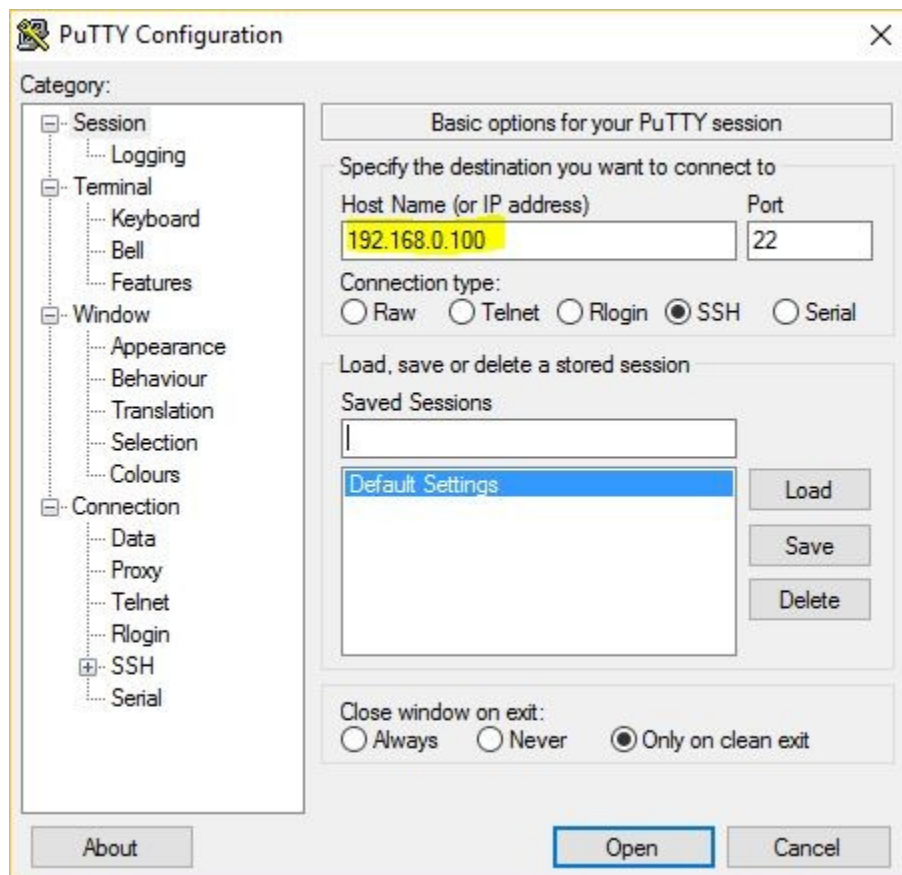 PuTTY Configuration
Category:
Session
Logging
Terminal
Keyboard
Bell
Features
Window
Appearance
Behaviour
Translation
Selection
Colours
Connection
Data
Proxy
Telnet
Rlogin
SSH
Serial
Basic options for your PuTTY session
Specify the destination you want to connect to
Host Name (or IP address) Port
192.168.0.100 22
Connection type:
Raw Telnet Rlogin SSH Serial
Load, save or delete a stored session
Saved Sessions
Default Settings
Load
Save
Delete
Close window on exit:
Always Never Only on clean exit
About Open Cancel